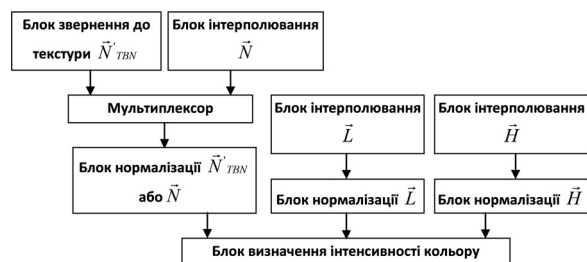 Блок звернення до
текстури N⃗'TBN
Блок інтерполювання
N⃗
Мультиплексор
Блок інтерполювання
L⃗
Блок інтерполювання
H⃗
Блок нормалізації N⃗'TBN
або N⃗
Блок нормалізації L⃗
Блок нормалізації H⃗
Блок визначення інтенсивності кольору